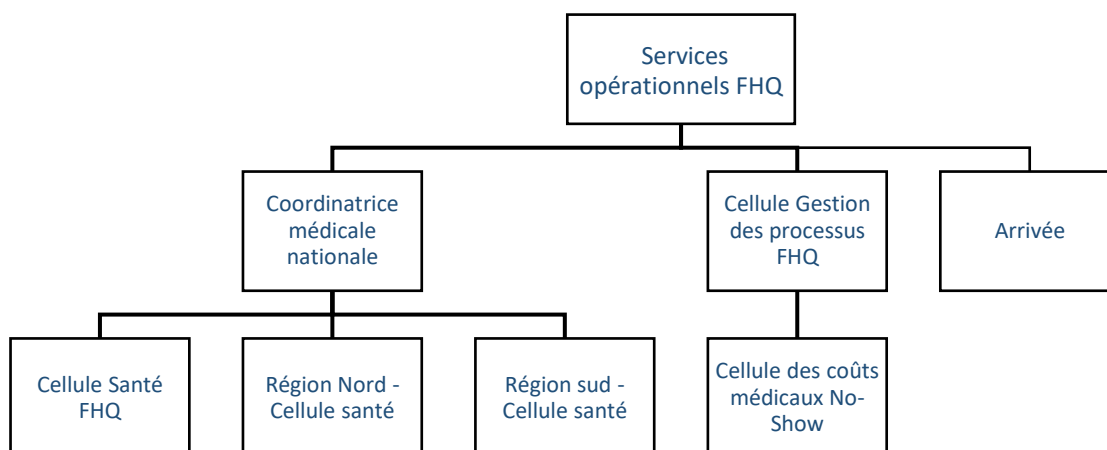 Services
opérationnels FHQ
Coordinatrice
médicale
nationale
Cellule Gestion
des processus
FHQ
Arrivée
Cellule Santé
FHQ
Région Nord -
Cellule santé
Région sud -
Cellule santé
Cellule des coûts
médicaux No-
Show